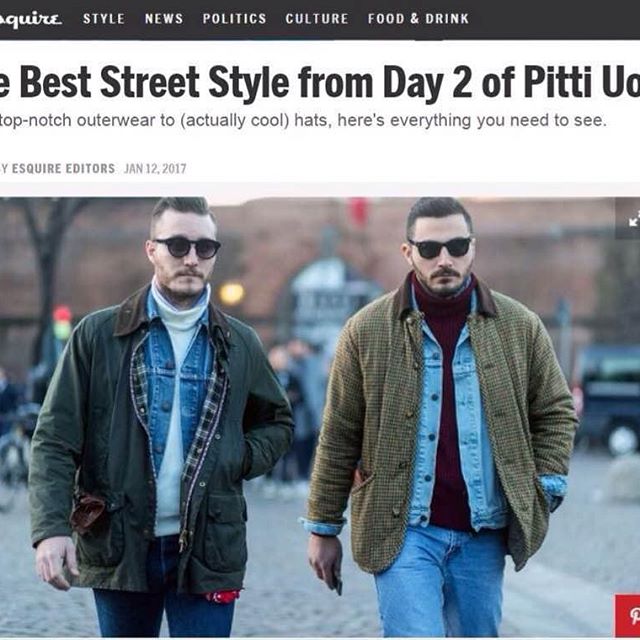 squire STYLE NEWS POLITICS CULTURE FOOD & DRINK
e Best Street Style from Day 2 of Pitti Uo
top-notch outerwear to (actually cool) hats, here's everything you need to see.
Y ESQUIRE EDITORS JAN 12, 2017